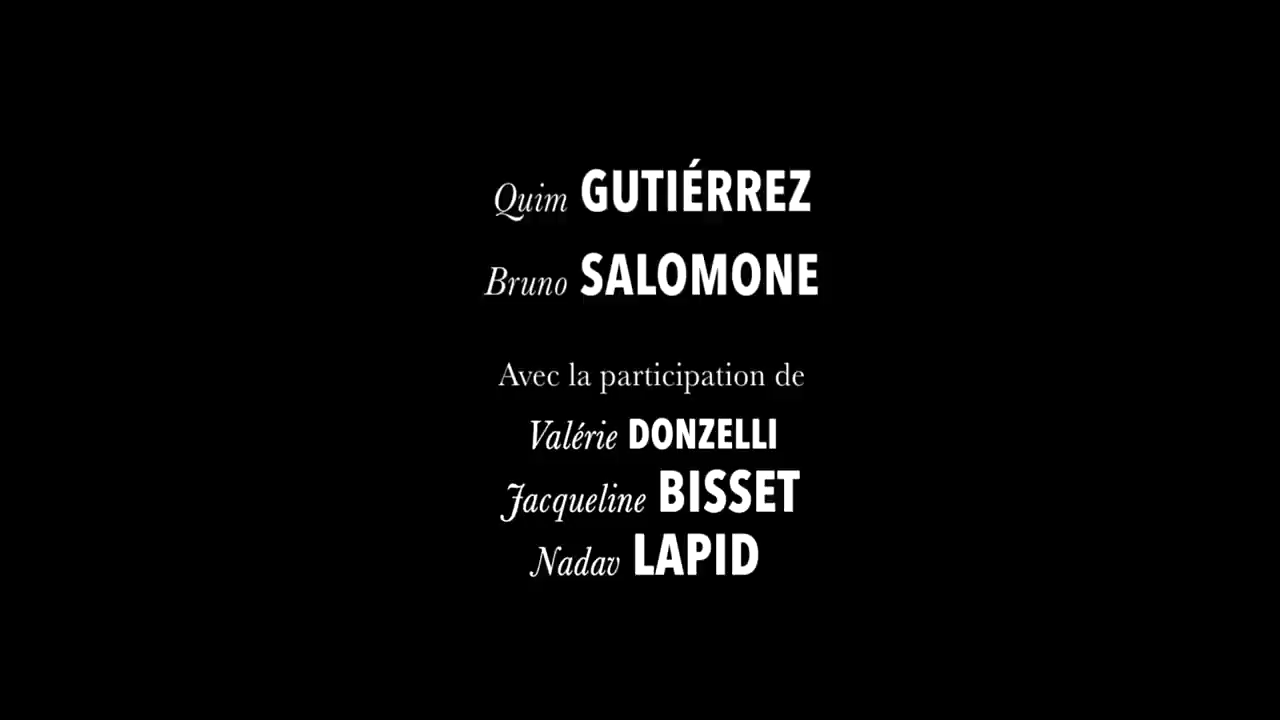 Quim GUTIÉRREZ
Bruno SALOMONE
Avec la participation de
Valérie DONZELLI
Jacqueline BISSET
Nadav LAPID